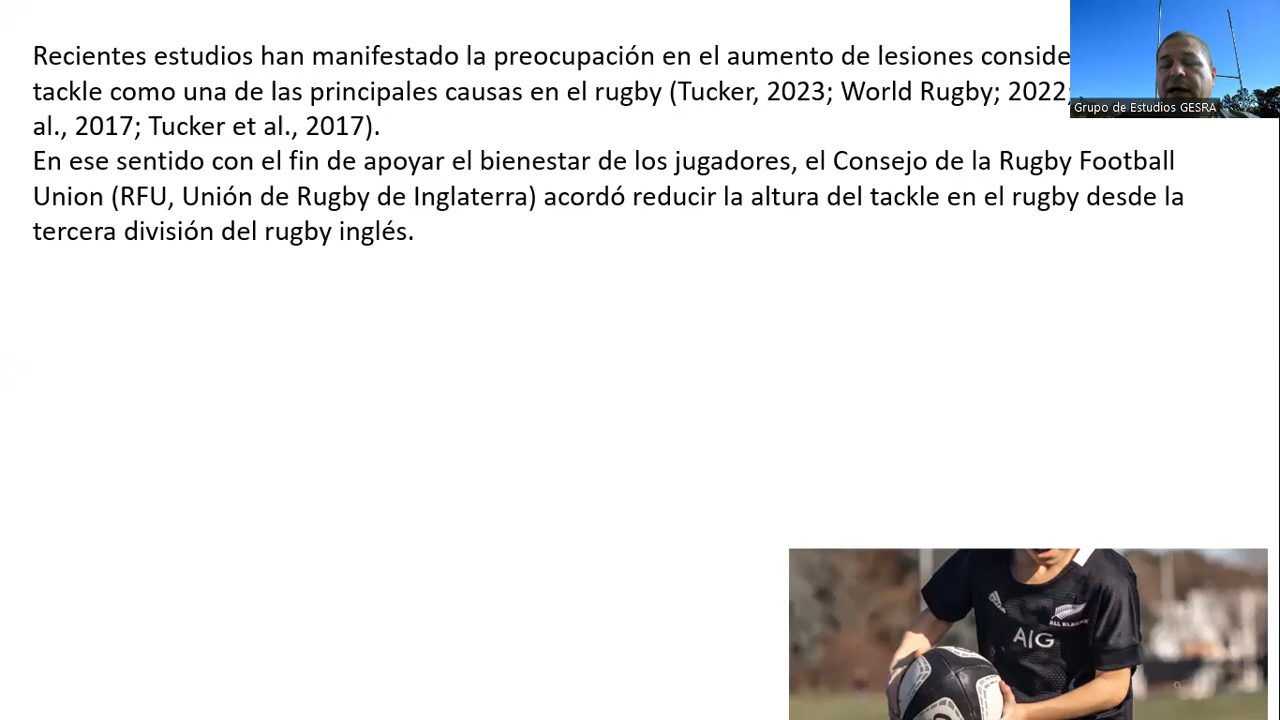 Recientes estudios han manifestado la preocupación en el aumento de lesiones
tackle como una de las principales causas en el rugby (Tucker, 2023; World Rugby; 2022;
al., 2017; Tucker et al., 2017).
En ese sentido con el fin de apoyar el bienestar de los jugadores, el Consejo de la Rugby Football
Union (RFU, Unión de Rugby de Inglaterra) acordó reducir la altura del tackle en el rugby desde la
tercera división del rugby inglés.
Grupo de Estudios GESRA
ALL BLACKS
AIG